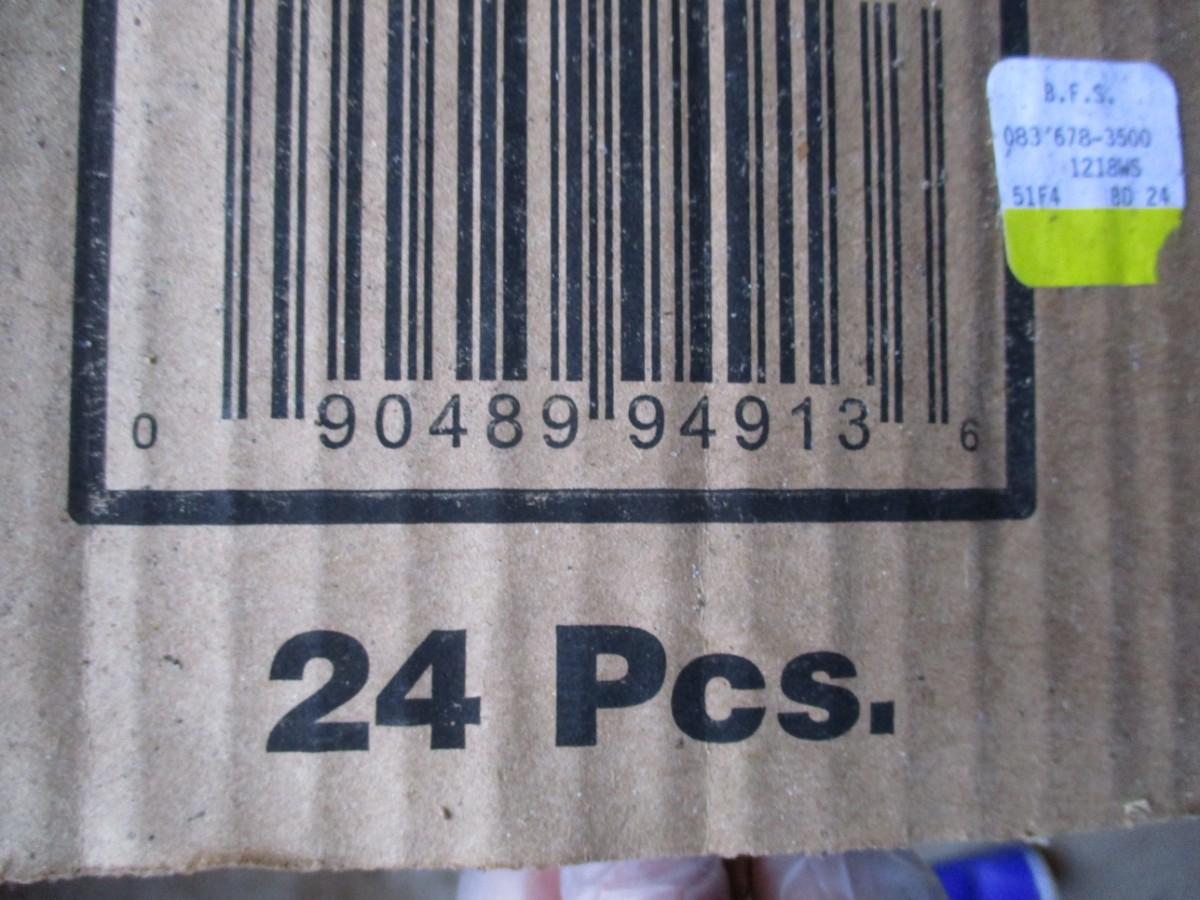 B.F.S.
083'678-3500
1218WS
51F4 8D 24
0 90489 94913 6
24 Pcs.